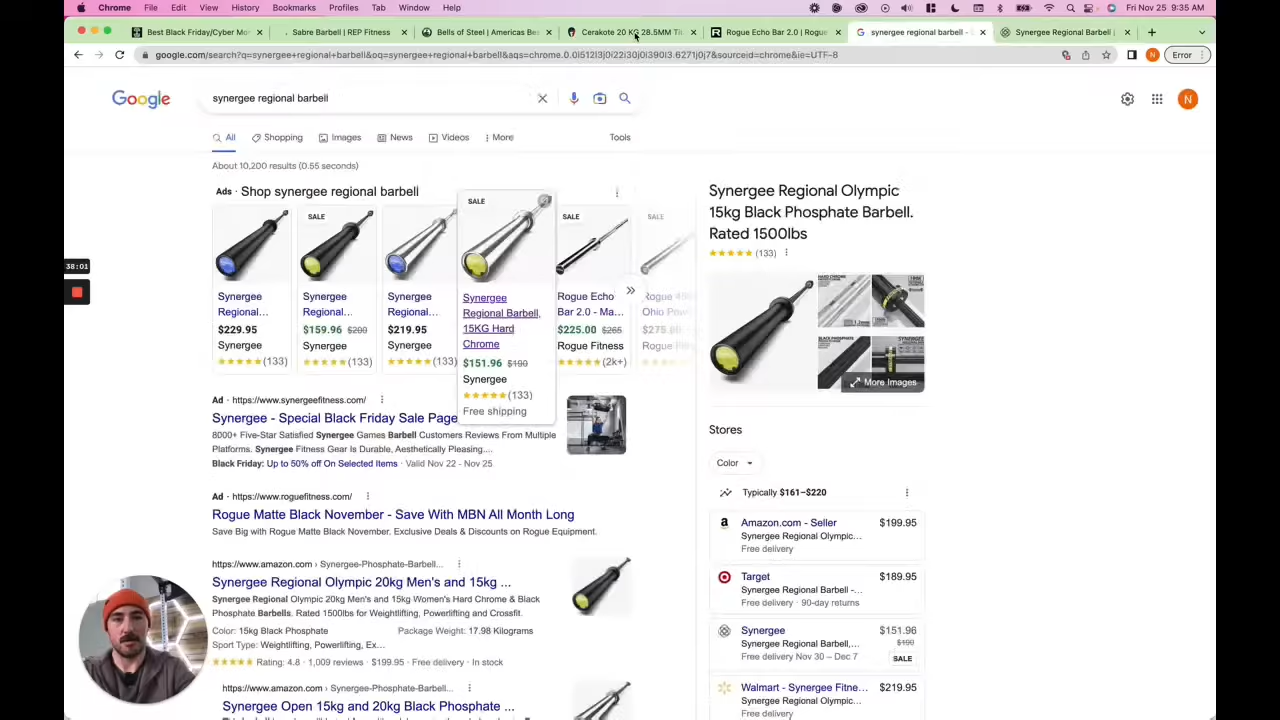 Chrome File Edit View History Bookmarks Profiles Tab Window Help Fri Nov 25 9:35 AM
Best Black Friday/Cyber Mon Sabre Barbell | REP Fitness Bells of Steel | Americas Be Cerakote 20 KG 28.5MM Rogue Echo Bar 2.0 | Rogue synergee regional barbell - Synergee Regional Barbell |
google.com/search?q=synergee+regional+barbell&oq=synergee+regional+barbell&aqs=chrome.0.0i512l3j0i22i30j0i390l3.6271j0j7&sourceid=chrome&ie=UTF-8 N Error
Google
synergee regional barbell
N
All Shopping Images News Videos More Tools
About 10,200 results (0.55 seconds)
Ads · Shop synergee regional barbell
SALE
SALE
SALE
SALE
Synergee
Regional...
$229.95
Synergee
(133)
Synergee
Regional...
$159.96 $200
Synergee
(133)
Synergee
Regional...
$219.95
Synergee
(133)
Synergee
Regional Barbell,
15KG Hard
Chrome
$151.96 $190
Synergee
(133)
Free shipping
Rogue Echo
Bar 2.0 - Ma...
$225.00 $265
Rogue Fitness
(2k+)
Ohio Pow
38:01
Ad · https://www.synergeefitness.com/
Synergee - Special Black Friday Sale Page
8000+ Five-Star Satisfied Synergee Games Barbell Customers Reviews From Multiple
Platforms. Synergee Fitness Gear Is Durable, Aesthetically Pleasing....
Black Friday: Up to 50% off On Selected Items · Valid Nov 22 - Nov 25
Ad · https://www.roguefitness.com/
Rogue Matte Black November - Save With MBN All Month Long
Save Big with Rogue Matte Black November. Exclusive Deals & Discounts on Rogue Equipment.
https://www.amazon.com › Synergee-Phosphate-Barbell...
Synergee Regional Olympic 20kg Men's and 15kg ...
Synergee Regional Olympic 20kg Men's and 15kg Women's Hard Chrome & Black
Phosphate Barbells. Rated 1500lbs for Weightlifting, Powerlifting and Crossfit.
Color: 15kg Black Phosphate Package Weight: 17.98 Kilograms
Sport Type: Weightlifting, Powerlifting, Ex...
Rating: 4.8 · 1,009 reviews · $199.95 · Free delivery · In stock
https://www.amazon.com › Synergee-Phosphate-Barbell...
Synergee Open 15kg and 20kg Black Phosphate ...
Synergee Regional Olympic
15kg Black Phosphate Barbell.
Rated 1500lbs
(133)
More Images
Stores
Color
Typically $161–$220
Amazon.com - Seller $199.95
Synergee Regional Olympic...
Free delivery
Target $189.95
Synergee Regional Barbell -...
Free delivery · 90-day returns
Synergee $151.96
Synergee Regional Barbell,... $190
Free delivery Nov 30 – Dec 7 SALE
Walmart - Synergee Fitne... $219.95
Synergee Regional Olympic...
Free delivery